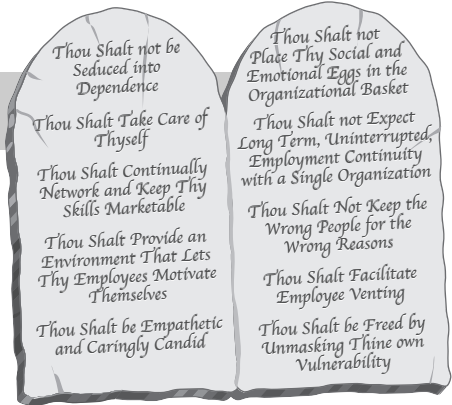 Thou Shalt not be
Seduced into
Dependence
Thou Shalt Take Care of
Thyself
Thou Shalt Continually
Network and Keep Thy
Skills Marketable
Thou Shalt Provide an
Environment That Lets
Thy Employees Motivate
Themselves
Thou Shalt be Empathetic
and Caringly Candid
Thou Shalt not
Place Thy Social and
Emotional Eggs in the
Organizational Basket
Thou Shalt not Expect
Long Term, Uninterrupted,
Employment Continuity
with a Single Organization
Thou Shalt Not Keep the
Wrong People for the
Wrong Reasons
Thou Shalt Facilitate
Employee Venting
Thou Shalt be Freed by
Unmasking Thine own
Vulnerability